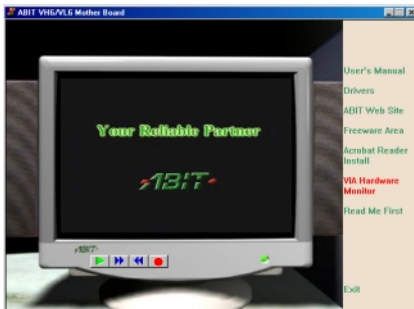 ABIT VH6/VL6 Mother Board
Your Reliable Partner
ABIT
ABIT
User's Manual
Drivers
ABIT Web Site
Freeware Area
Acrobat Reader
Install
VIA Hardware
Monitor
Read Me First
Exit